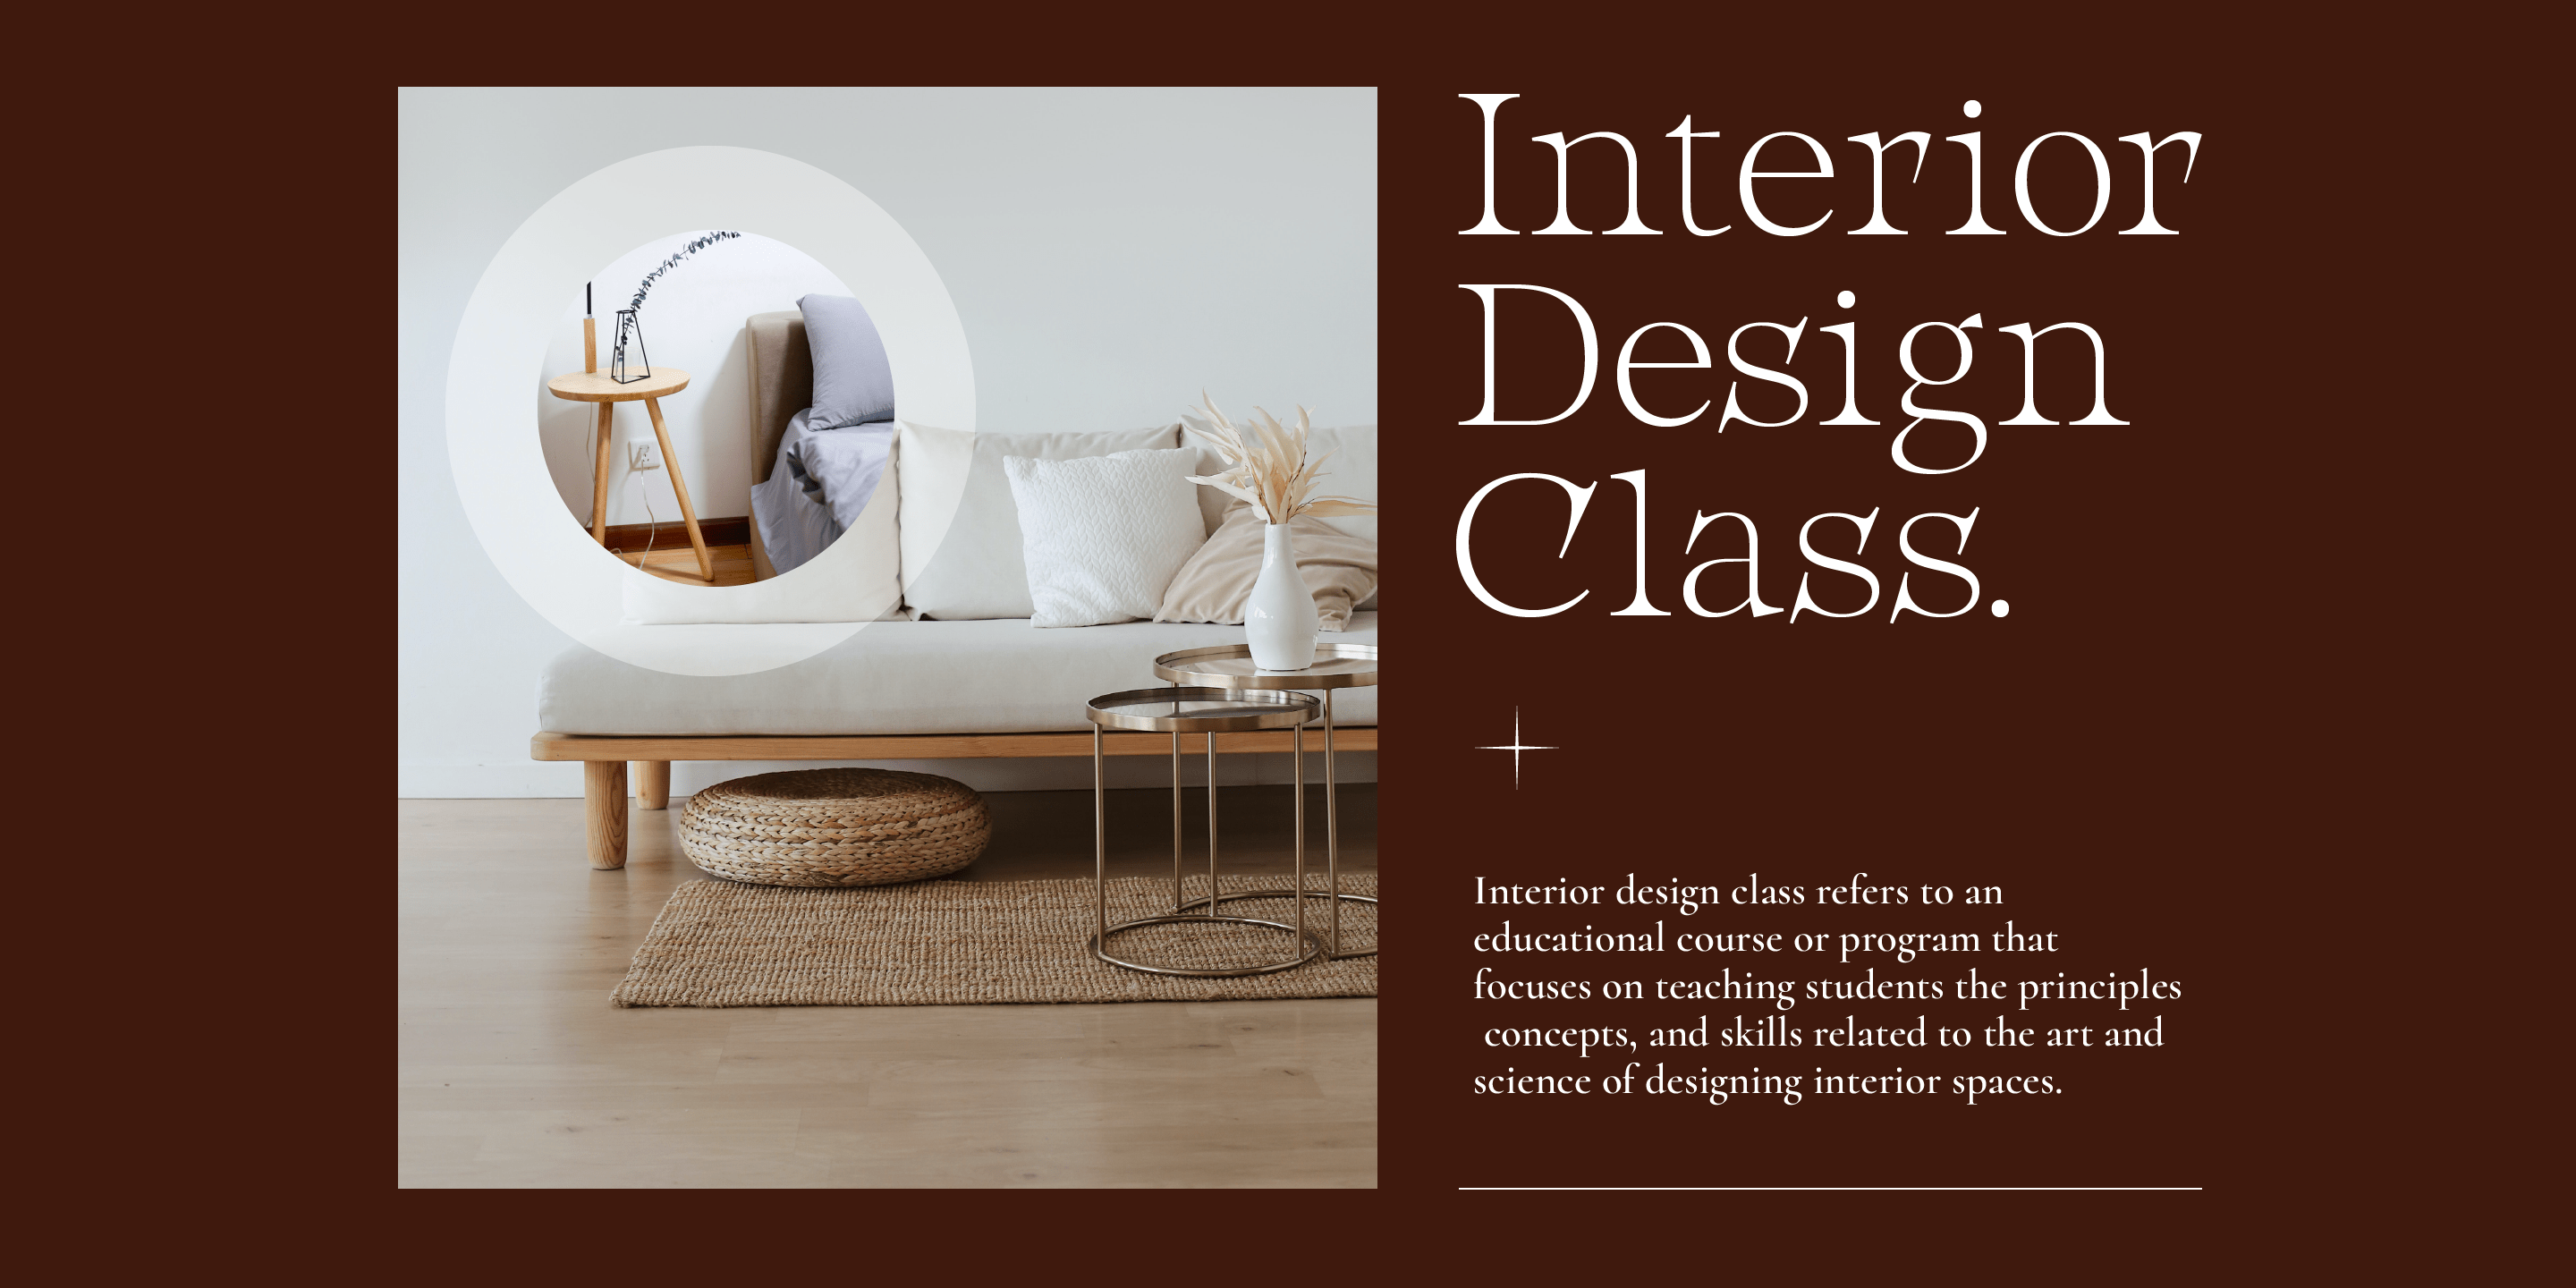 Interior
Design
Class.
Interior design class refers to an
educational course or program that
focuses on teaching students the principles
concepts, and skills related to the art and
science of designing interior spaces.